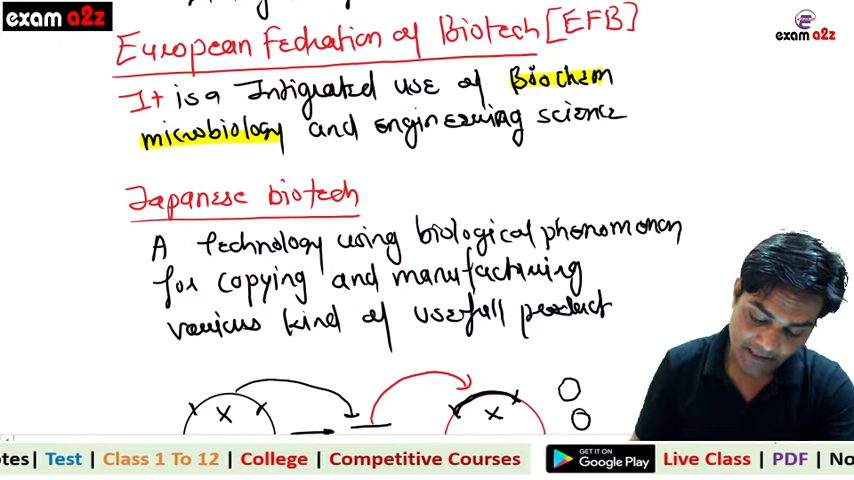 exam a2z
exam a2z
European Fedration of Biotech [EFB]
It is a Intigrated use of Biochem
microbiology and engineering science
Japanese biotech
A Technology using biological phenomenon
for copying and manufacturing
various kind of usefull product
otes| Test | Class 1 To 12 | College | Competitive Courses GET IT ON Google Play Live Class | PDF | No